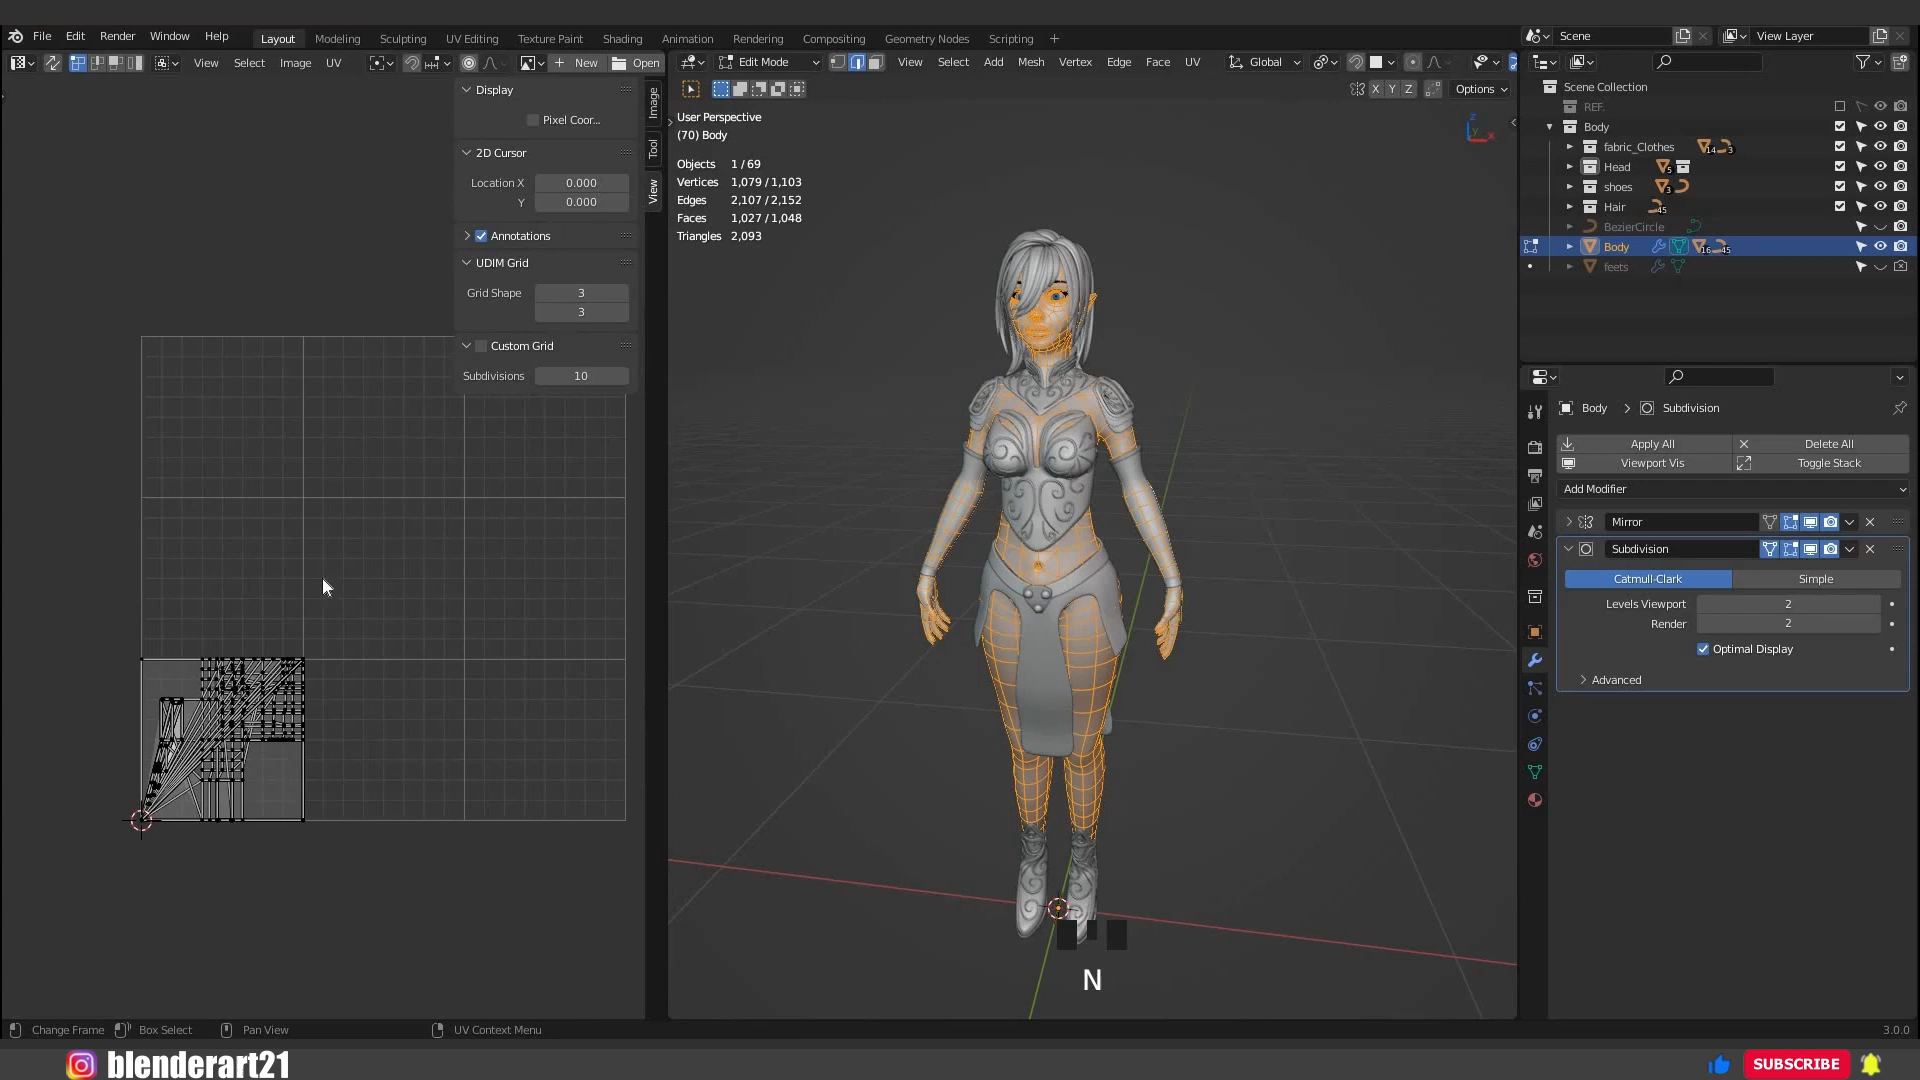 File Edit Render Window Help
Layout Modeling Sculpting UV Editing Texture Paint Shading Animation Rendering Compositing Geometry Nodes Scripting
Scene
View Layer
View Select Image UV
New
Open
Edit Mode
View Select Add Mesh Vertex Edge Face UV
Global
X Y Z
Options
Display
Pixel Coor...
2D Cursor
Location X 0.000
Y 0.000
Annotations
UDIM Grid
Grid Shape 3
3
Custom Grid
Subdivisions 10
Image
Tool
View
User Perspective
(70) Body
Objects 1 / 69
Vertices 1,079 / 1,103
Edges 2,107 / 2,152
Faces 1,027 / 1,048
Triangles 2,093
Z
X
N
Scene Collection
REF.
Body
fabric_Clothes 14 3
Head 5
shoes 3
Hair 45
BezierCircle
Body 16 45
feets
Body Subdivision
Apply All
Delete All
Viewport Vis
Toggle Stack
Add Modifier
Mirror
Subdivision
Catmull-Clark
Simple
Levels Viewport 2
Render 2
Optimal Display
Advanced
Change Frame
Box Select
Pan View
UV Context Menu
3.0.0
blenderart21
SUBSCRIBE